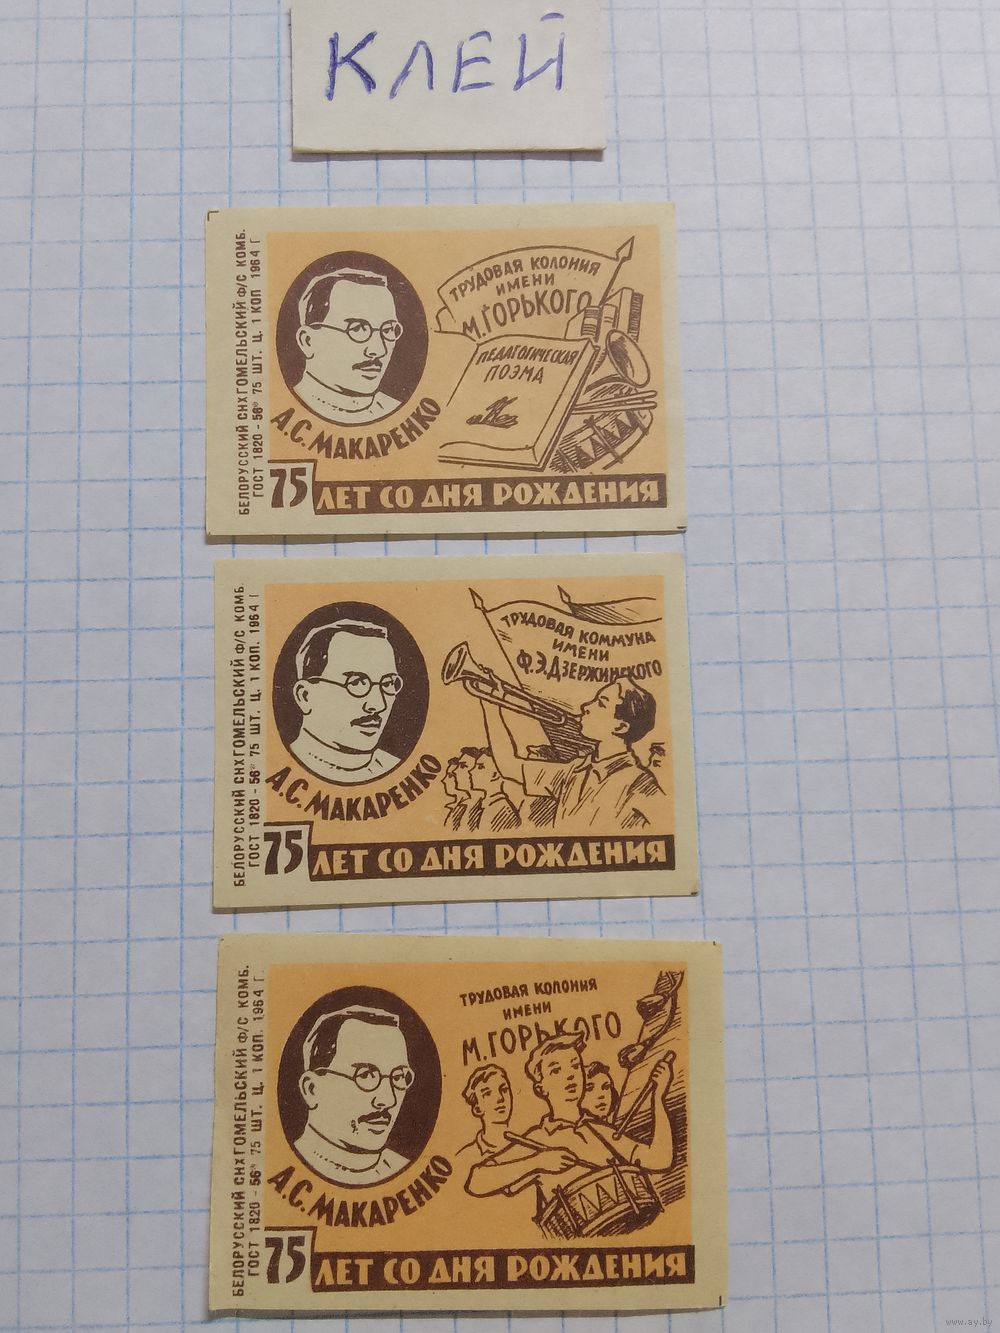 КЛЕЙ
БЕЛОРУССКИЙ СНХ ГОМЕЛЬСКИЙ Ф/С КОМБ.
ГОСТ 1820-56 75 ШТ. Ц. 1 КОП 1964 Г
ТРУДОВАЯ КОЛОНИЯ
ИМЕНИ
М.ГОРЬКОГО
ПЕДАГОГИЧЕСКАЯ
ПОЭМА
А.С.МАКАРЕНКО
75 ЛЕТ СО ДНЯ РОЖДЕНИЯ
БЕЛОРУССКИЙ СНХ ГОМЕЛЬСКИЙ Ф/С КОМБ.
ГОСТ 1820-56 75 ШТ. Ц. 1 КОП. 1964 Г
ТРУДОВАЯ КОММУНА
ИМЕНИ
Ф.Э.ДЗЕРЖИНСКОГО
А.С.МАКАРЕНКО
75 ЛЕТ СО ДНЯ РОЖДЕНИЯ
БЕЛОРУССКИЙ СНХ ГОМЕЛЬСКИЙ Ф/С КОМБ.
ГОСТ 1820-56 75 ШТ. Ц. 1 КОП. 1964 Г.
ТРУДОВАЯ КОЛОНИЯ
ИМЕНИ
М.ГОРЬКОГО
А.С.МАКАРЕНКО
75 ЛЕТ СО ДНЯ РОЖДЕНИЯ
www.ay.by